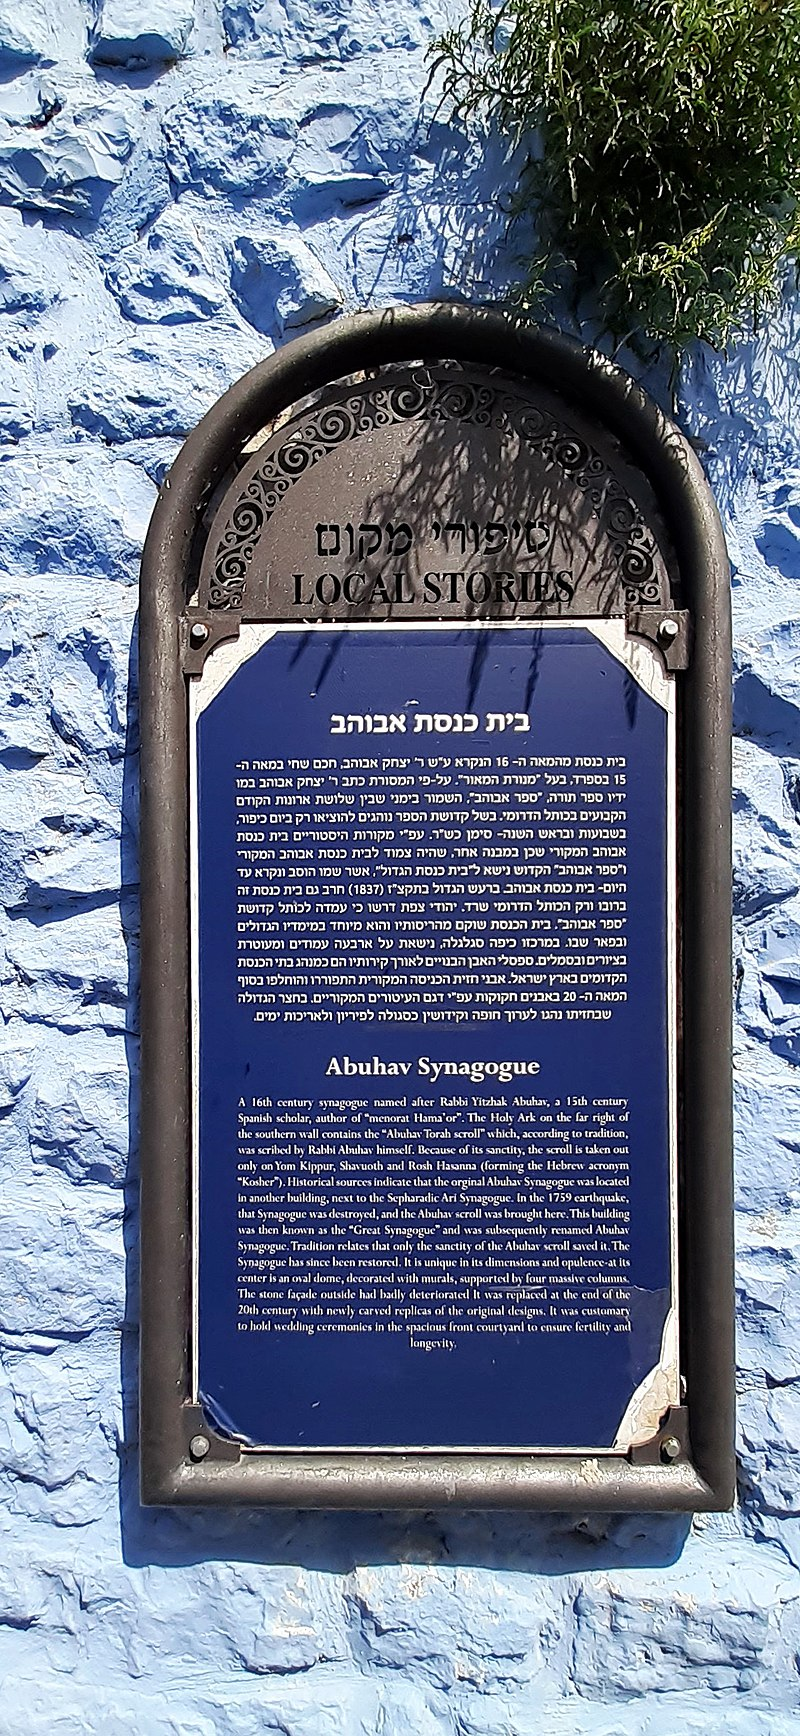 סיפורי מקום
LOCAL STORIES
בית כנסת אבוהב
בית כנסת מהמאה ה- 16 הנקרא ע"ש ר' יצחק אבוהב, חכם שחי במאה ה-
15 בספרד, בעל "מנורת המאור". על-פי המסורת כתב ר' יצחק אבוהב במו
ידיו ספר תורה, "ספר אבוהב", השמור בימני שבין שלושת ארונות הקודם
הקבועים בכותל הדרומי. בשל קדושת הספר נוהגים להוציאו רק ביום כיפור,
בשבועות ובראש השנה- סימן כש"ר. עפ"י מקורות היסטוריים בית כנסת
אבוהב המקורי שכן במבנה אחר, שהיה צמוד לבית כנסת אבוהב המקורי
ו"ספר אבוהב" הקדוש נישא ל"בית כנסת הגדול", אשר שמו הוסב ונקרא עד
היום- בית כנסת אבוהב. ברעש הגדול בתקצ"ז (1837) חרב גם בית כנסת זה
ברובו ורק הכותל הדרומי שרד. יהודי צפת דרשו כי עמדה לכותל קדושת
"ספר אבוהב". בית הכנסת שוקם מהריסותיו והוא מיוחד במימדיו הגדולים
ובפאר שבו. במרכזו כיפה סגלגלה, נישאת על ארבעה עמודים ומעוטרת
בציורים ובסמלים. ספסלי האבן הבנויים לאורך קירותיו הם כמנהג בתי הכנסת
הקדומים בארץ ישראל. אבני חזית הכניסה המקורית התפוררו והוחלפו בסוף
המאה ה- 20 באבנים חקוקות עפ"י דגם העיטורים המקוריים. בחצר הגדולה
שבחזיתו נהגו לערוך חופה וקידושין כסגולה לפיריון ולאריכות ימים.
Abuhav Synagogue
A 16th century synagogue named after Rabbi Yitzhak Abuhav, a 15th century
Spanish scholar, author of "menorat Hama'or". The Holy Ark on the far right of
the southern wall contains the "Abuhav Torah scroll" which, according to tradition,
was scribed by Rabbi Abuhav himself. Because of its sanctity, the scroll is taken out
only on Yom Kippur, Shavuoth and Rosh Hasanna (forming the Hebrew acronym
"Kosher"). Historical sources indicate that the orginal Abuhav Synagogue was located
in another building, next to the Sepharadic Ari Synagogue. In the 1759 earthquake,
that Synagogue was destroyed, and the Abuhav scroll was brought here. This building
was then known as the "Great Synagogue" and was subsequently renamed Abuhav
Synagogue. Tradition relates that only the sanctity of the Abuhav scroll saved it. The
Synagogue has since been restored. It is unique in its dimensions and opulence-at its
center is an oval dome, decorated with murals, supported by four massive columns.
The stone façade outside had badly deteriorated It was replaced at the end of the
20th century with newly carved replicas of the original designs. It was customary
to hold wedding ceremonies in the spacious front courtyard to ensure fertility and
longevity.